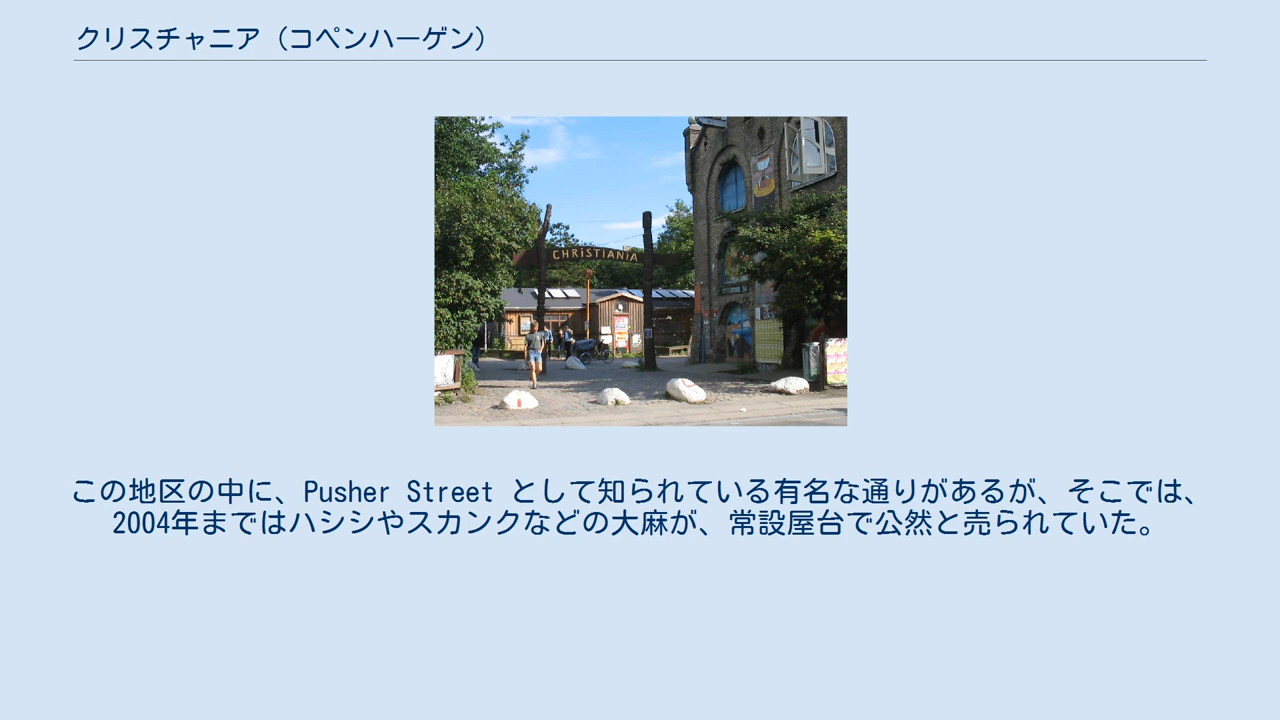 クリスチャニア（コペンハーゲン）
CHRISTIANIA
この地区の中に、Pusher Street として知られている有名な通りがあるが、そこでは、
2004年まではハシシやスカンクなどの大麻が、常設屋台で公然と売られていた。